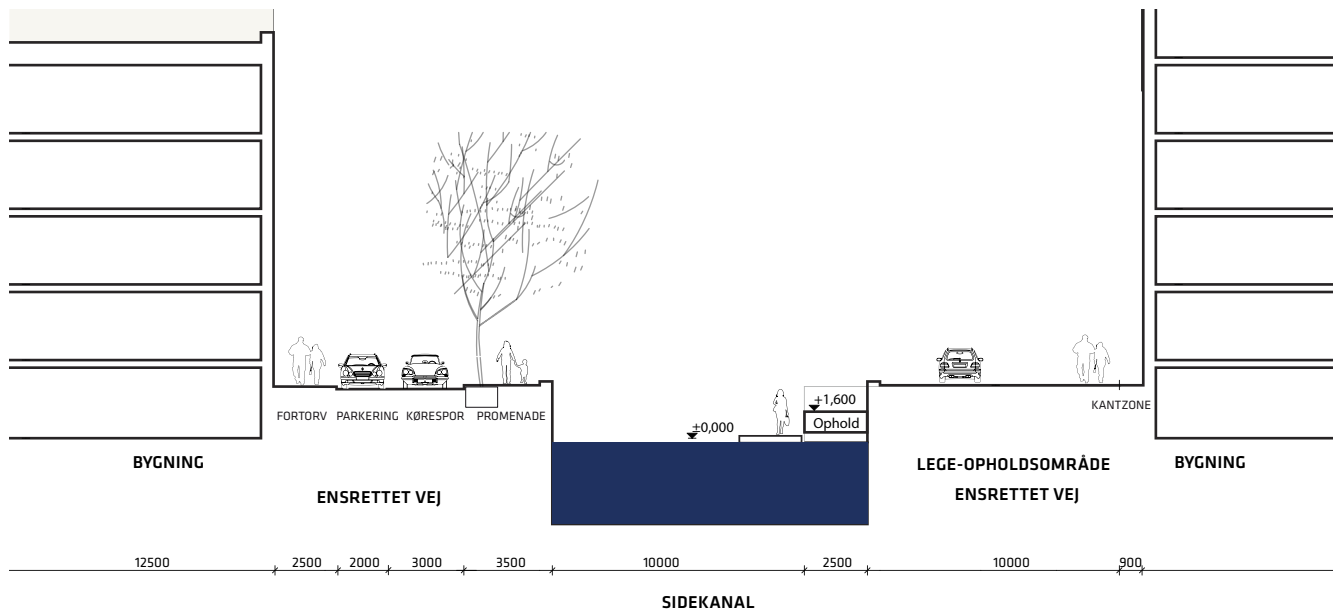 ±1,600
Ophold
±0,000
KANTZONE
FORTORV PARKERING KØRESPOR PROMENADE
BYGNING
LEGE-OPHOLDSOMRÅDE
BYGNING
ENSRETTET VEJ
ENSRETTET VEJ
12500 2500 2000 3000 3500 10000 2500 10000 900
SIDEKANAL